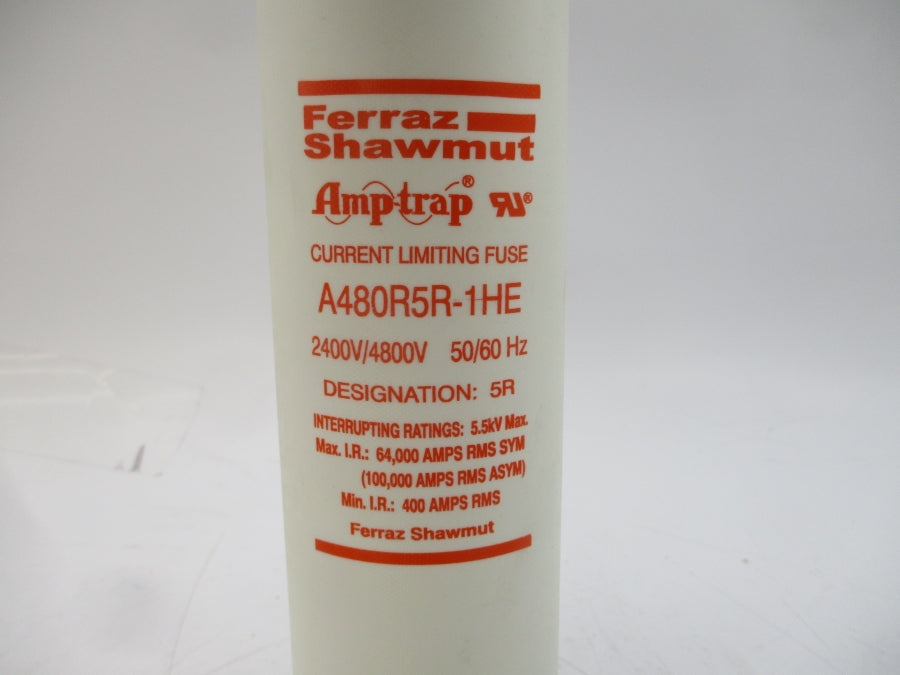 Ferraz
Shawmut
Amp-trap® RU®
CURRENT LIMITING FUSE
A480R5R-1HE
2400V/4800V 50/60 Hz
DESIGNATION: 5R
INTERRUPTING RATINGS: 5.5kV Max.
Max. I.R.: 64,000 AMPS RMS SYM
(100,000 AMPS RMS ASYM)
Min. I.R.: 400 AMPS RMS
Ferraz Shawmut